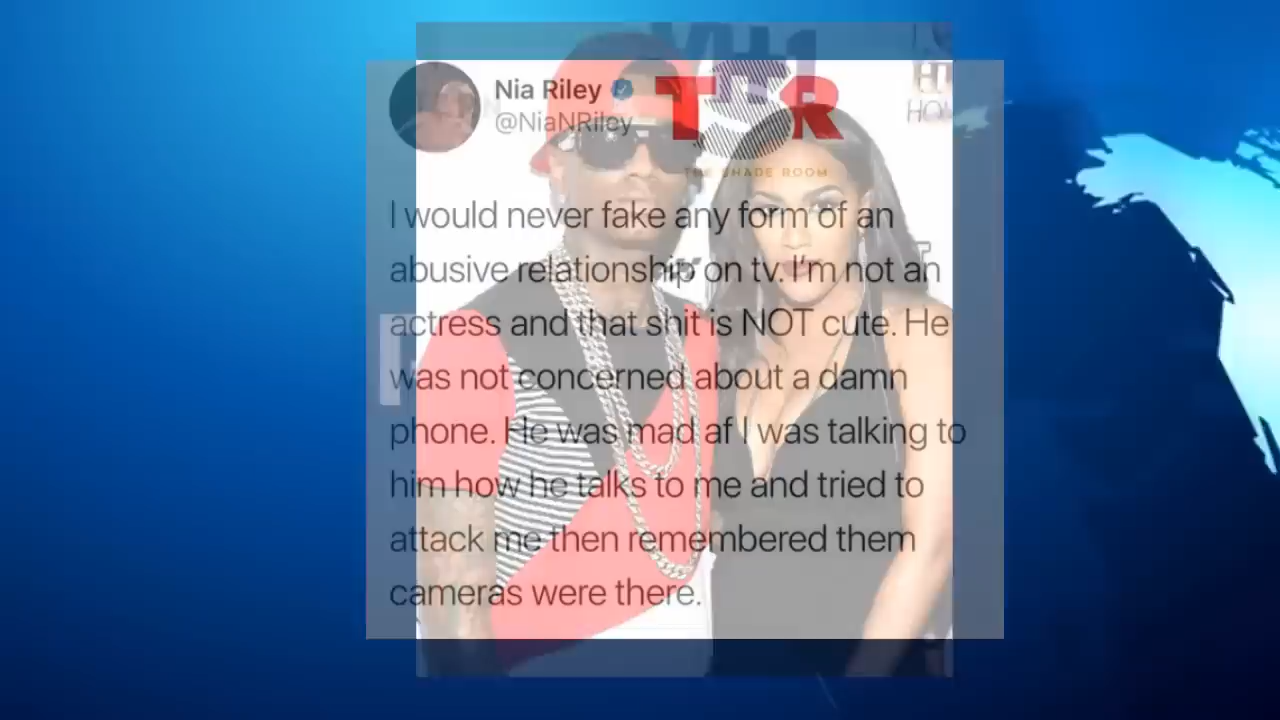 VH1
Nia Riley
@NiaNRiley
TSR
THE SHADE ROOM
I would never fake any form of an
abusive relationship on tv. I'm not an
actress and that shit is NOT cute. He
was not concerned about a damn
phone. He was mad af I was talking to
him how he talks to me and tried to
attack me then remembered them
cameras were there.